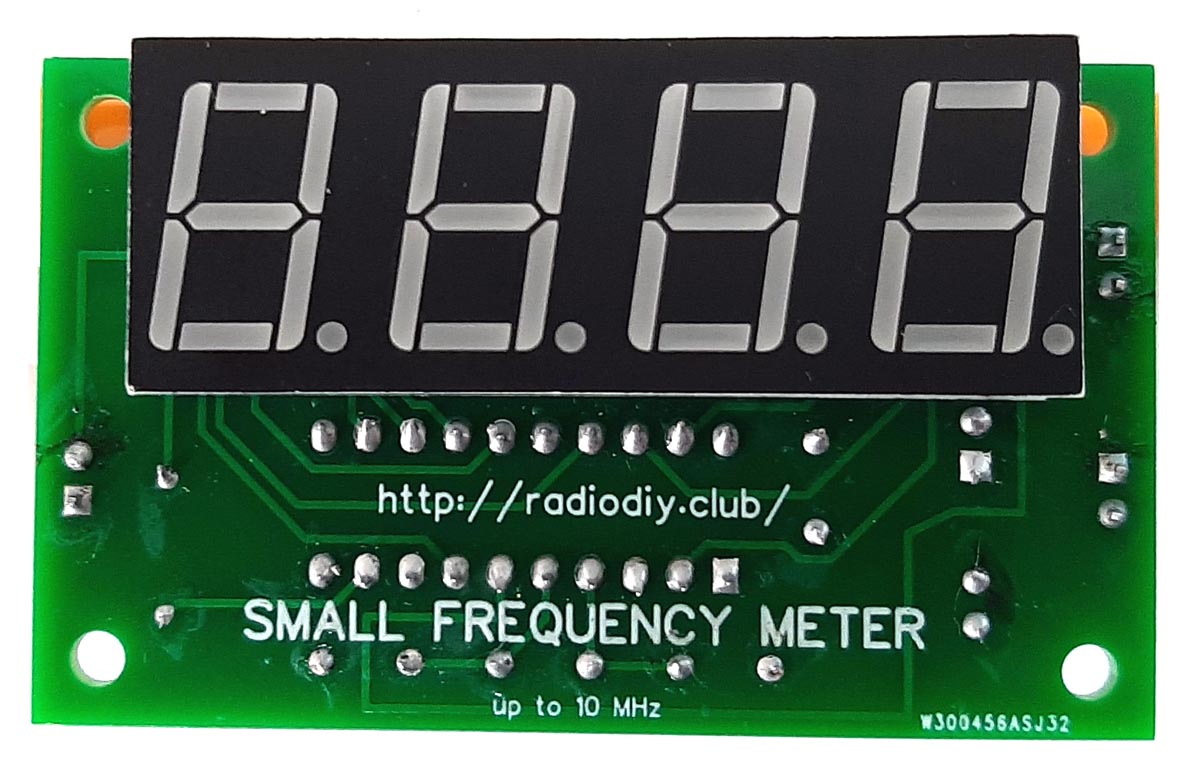 http://radiodiy.club/
SMALL FREQUENCY METER
up to 10 MHz
W300456ASJ32